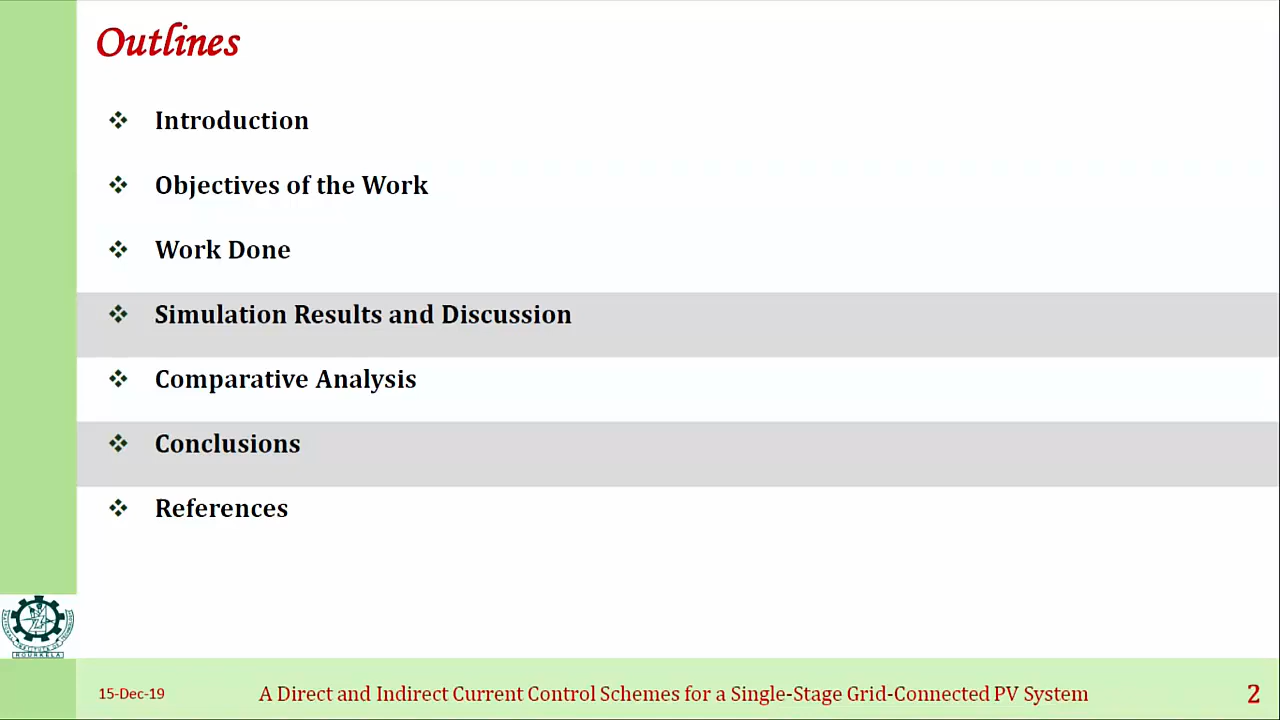 Outlines
❖ Introduction
❖ Objectives of the Work
❖ Work Done
❖ Simulation Results and Discussion
❖ Comparative Analysis
❖ Conclusions
❖ References
ROURKELA
15-Dec-19
A Direct and Indirect Current Control Schemes for a Single-Stage Grid-Connected PV System
2